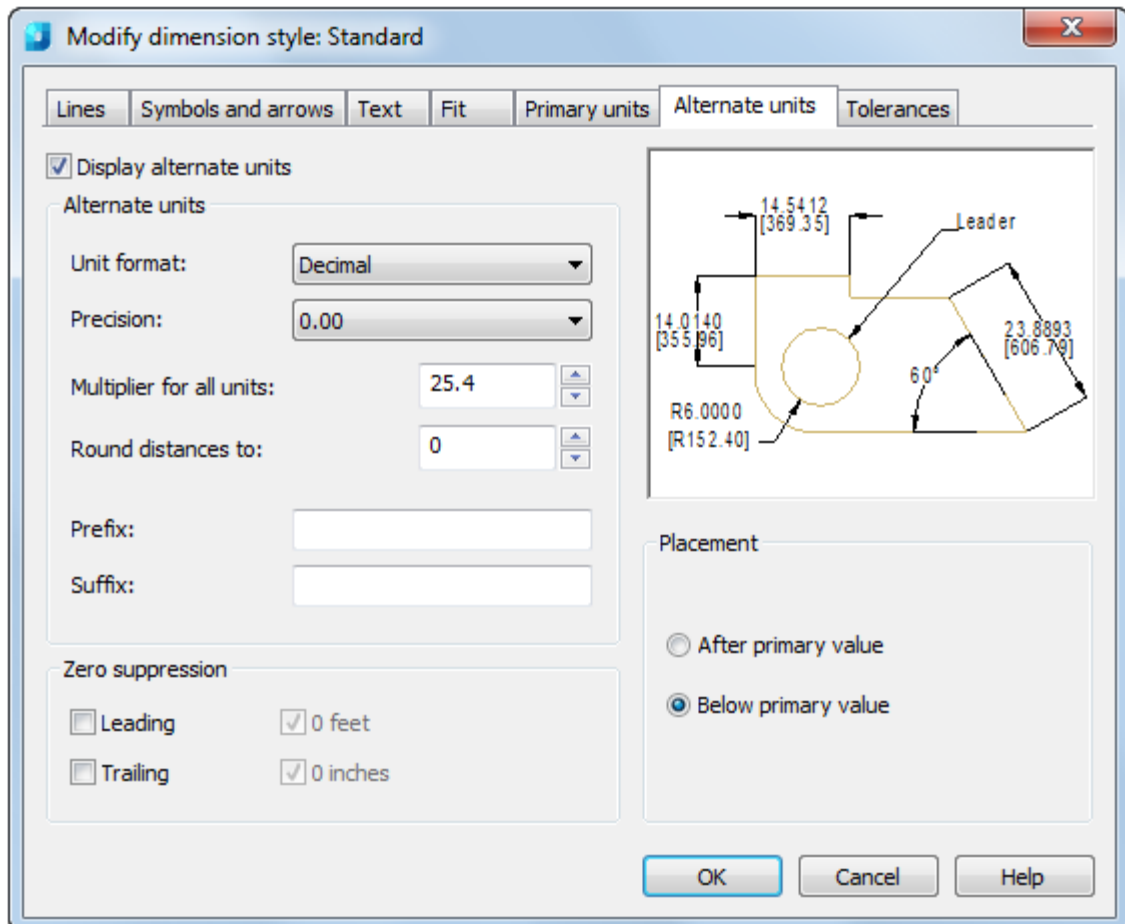 Modify dimension style: Standard
Lines
Symbols and arrows
Text
Fit
Primary units
Alternate units
Tolerances
Display alternate units
Alternate units
Unit format:
Decimal
Precision:
0.00
Multiplier for all units:
25.4
Round distances to:
0
Prefix:
Suffix:
Zero suppression
Leading
0 feet
Trailing
0 inches
14.5412
[369.35]
Leader
14.0140
[355.96]
23.8893
[606.79]
60°
R6.0000
[R152.40]
Placement
After primary value
Below primary value
OK
Cancel
Help